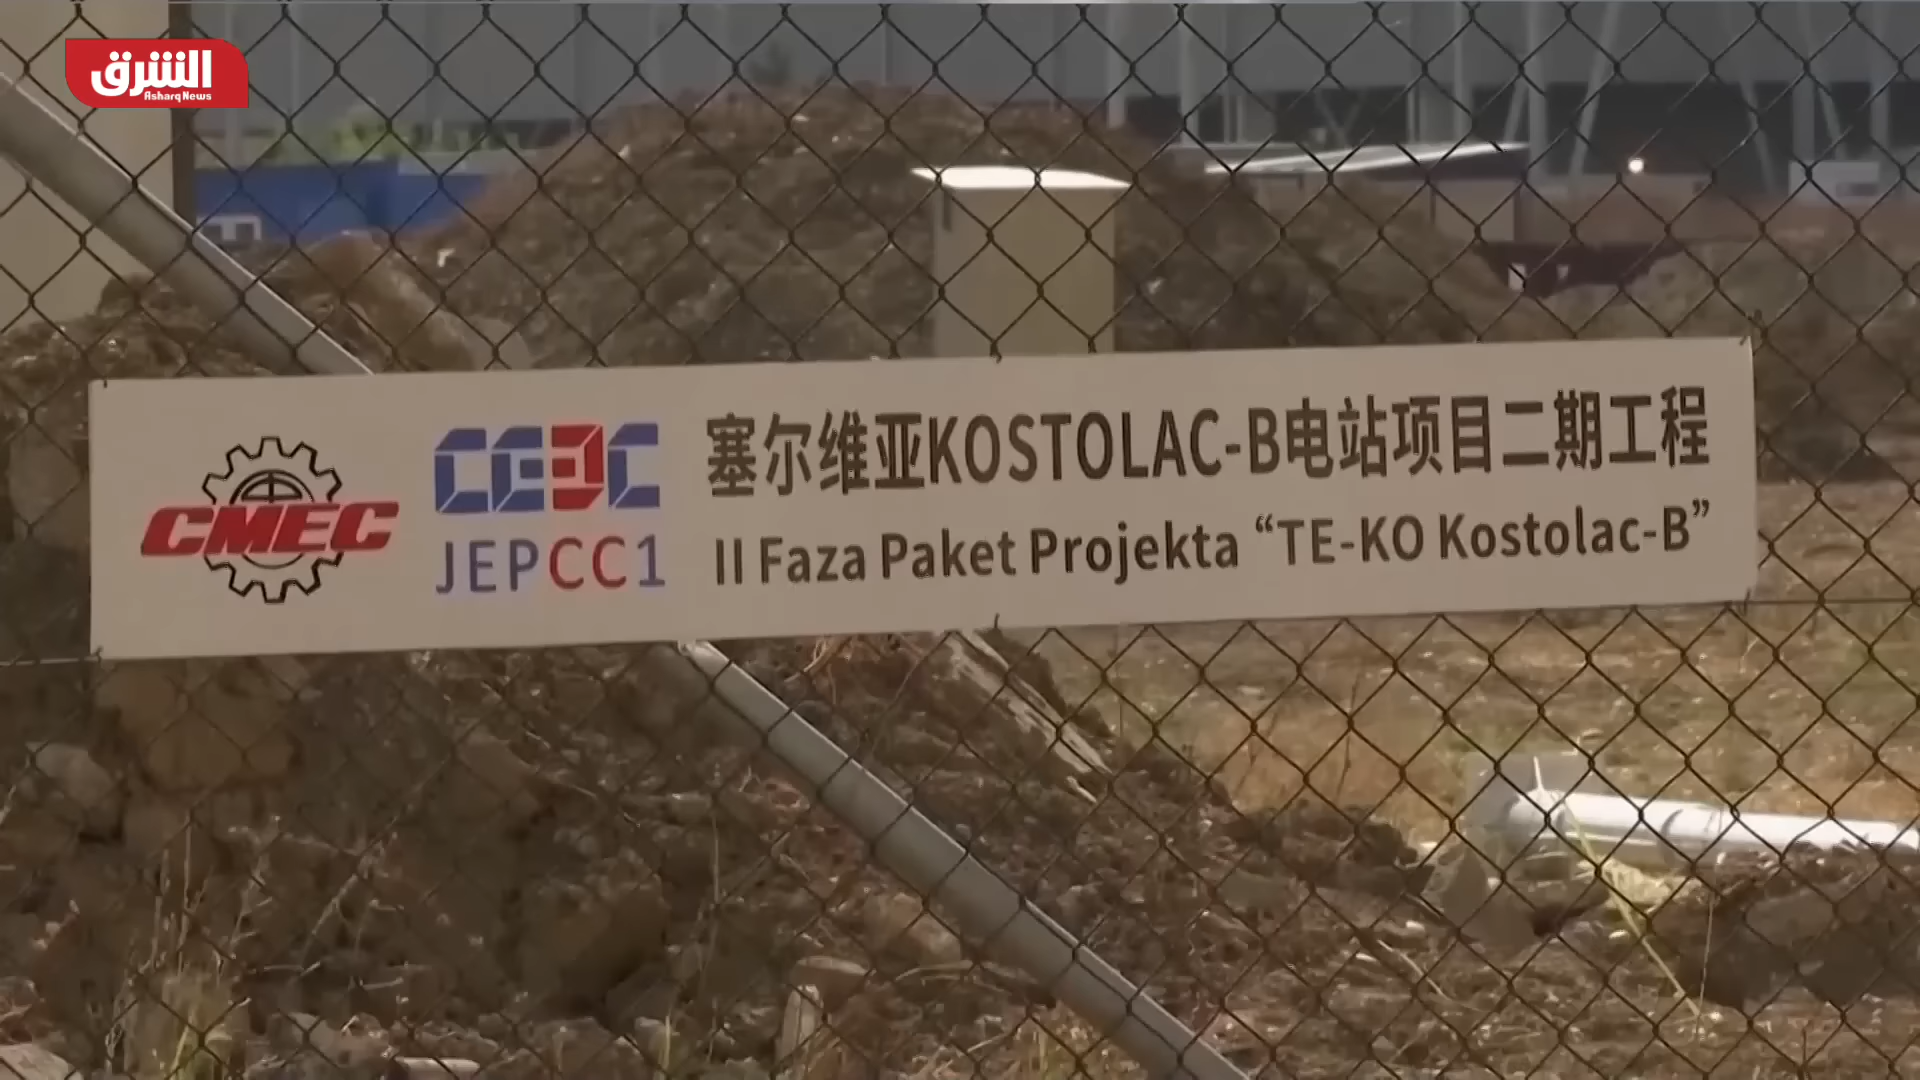 الشرق
Asharq News
CMEC
CEEC
JEPCC1
塞尔维亚KOSTOLAC-B电站项目二期工程
II Faza Paket Projekta “TE-KO Kostolac-B”